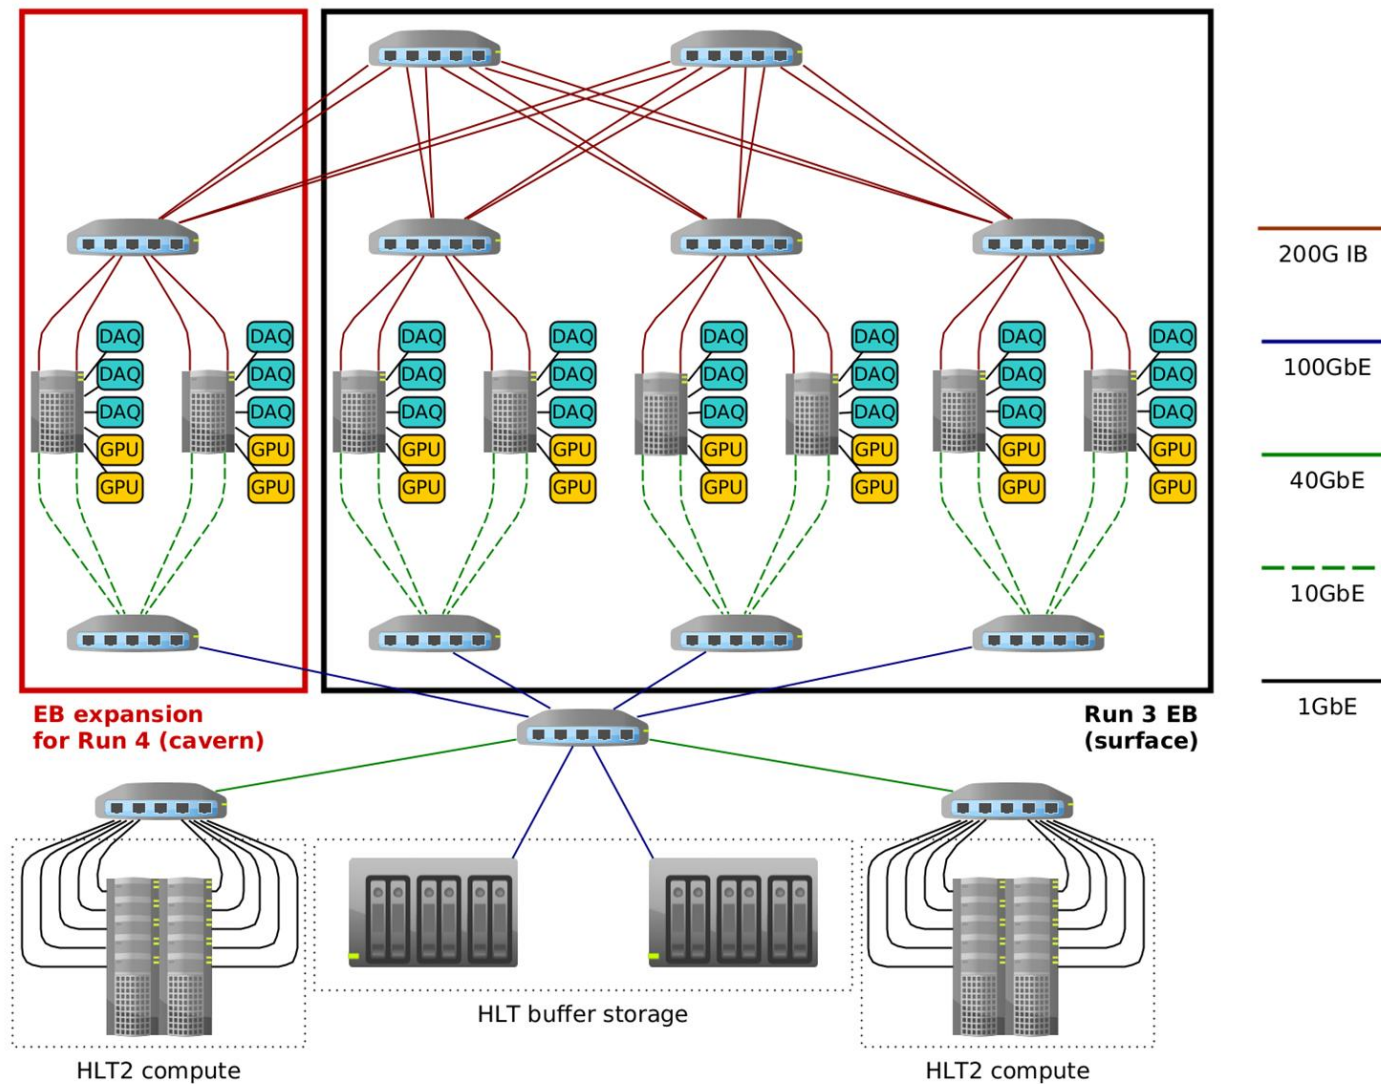 200G IB
DAQ DAQ DAQ DAQ DAQ DAQ DAQ DAQ
100GbE
DAQ DAQ DAQ DAQ DAQ DAQ DAQ DAQ
DAQ DAQ DAQ DAQ DAQ DAQ DAQ DAQ
GPU GPU GPU GPU GPU GPU GPU GPU
40GbE
GPU GPU GPU GPU GPU GPU GPU GPU
10GbE
1GbE
EB expansion
for Run 4 (cavern)
Run 3 EB
(surface)
HLT buffer storage
HLT2 compute
HLT2 compute